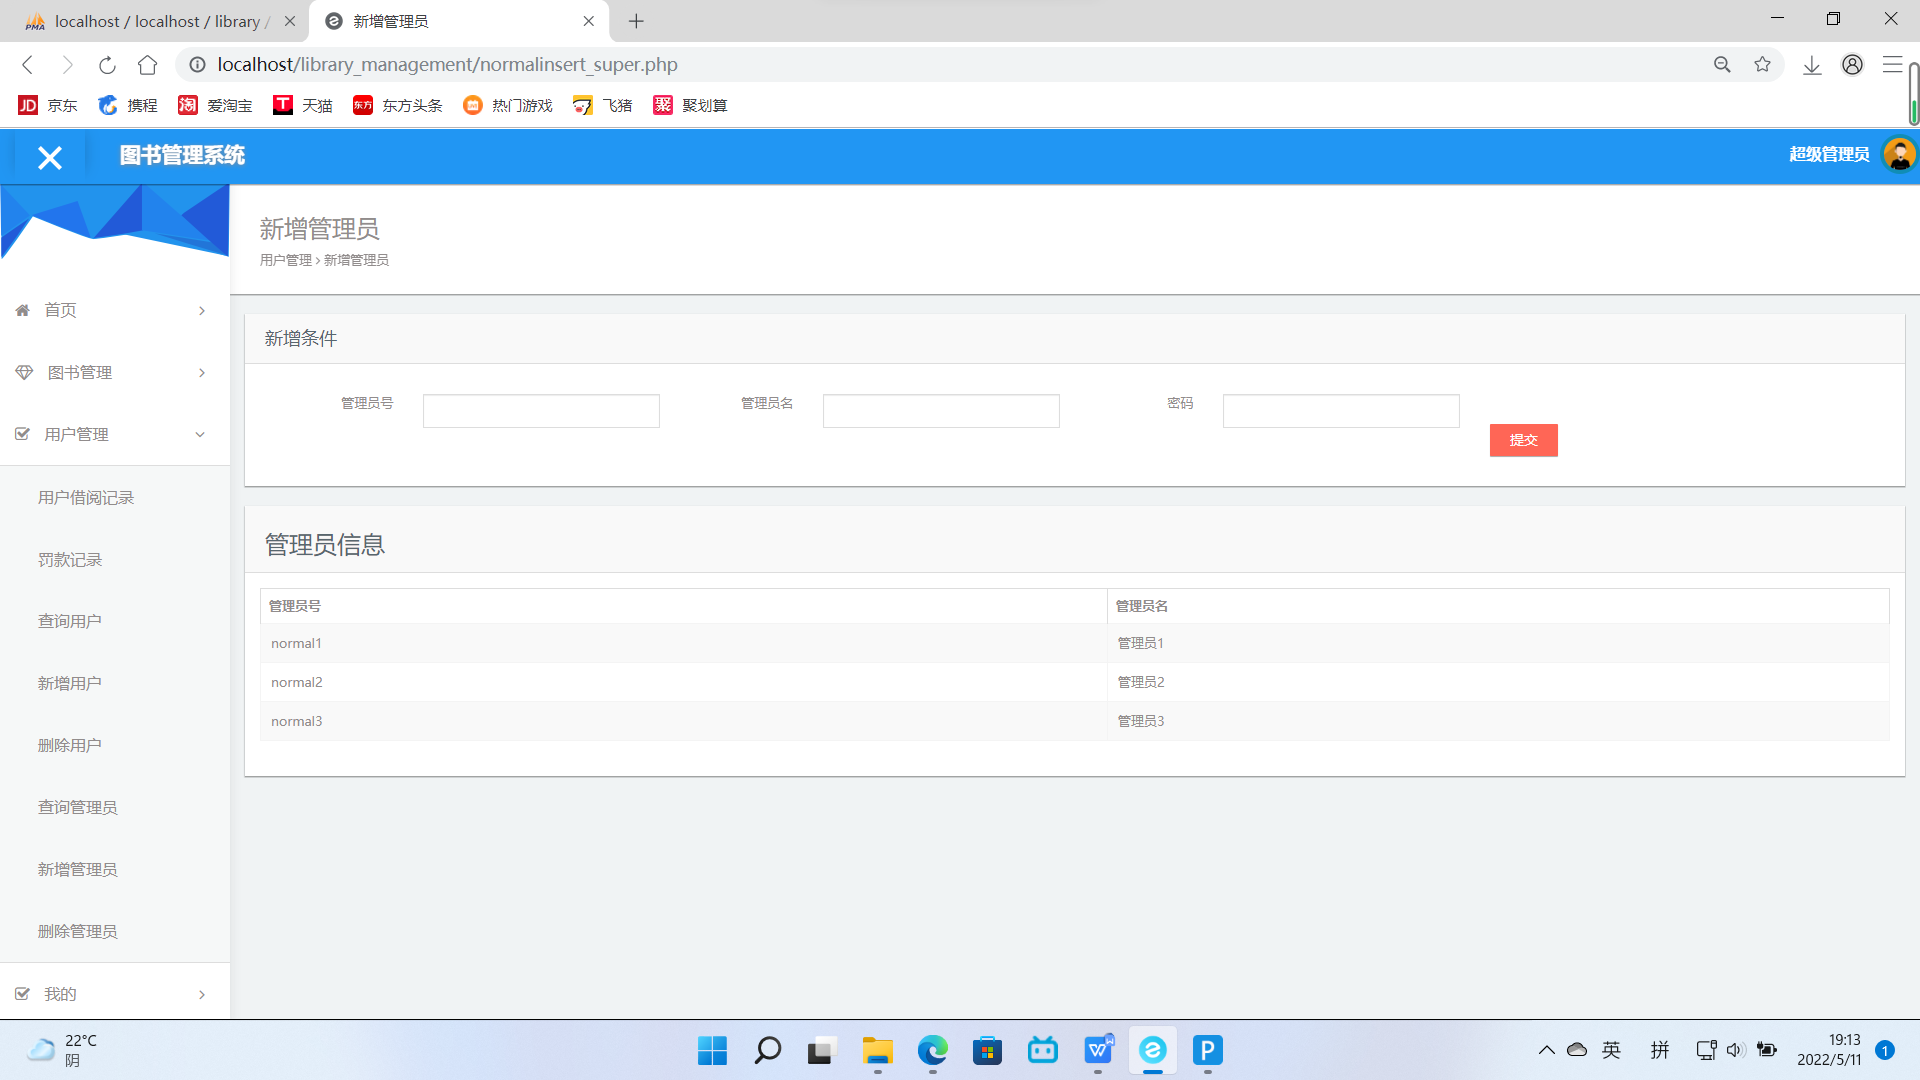 localhost / localhost / library /
新增管理员
localhost/library_management/normalinsert_super.php
JD 京东 携程 淘 爱淘宝 T 天猫 东方 东方头条 热门游戏 飞猪 聚 聚划算
图书管理系统
超级管理员
新增管理员
用户管理 > 新增管理员
首页
图书管理
用户管理
用户借阅记录
罚款记录
查询用户
新增用户
删除用户
查询管理员
新增管理员
删除管理员
我的
新增条件
管理员号
管理员名
密码
提交
管理员信息
管理员号 管理员名
normal1 管理员1
normal2 管理员2
normal3 管理员3
22°C
阴
英 拼
19:13
2022/5/11
1